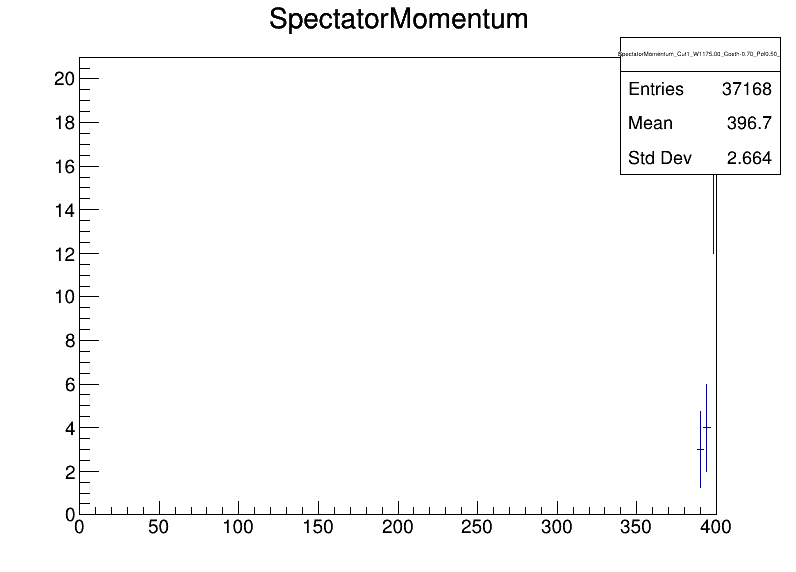 SpectatorMomentum
SpectatorMomentum_Cut1_W1175.00_Costh-0.70_Pol0.50_
Entries 37168
Mean 396.7
Std Dev 2.664
20
18
16
14
12
10
8
6
4
2
0
0 50 100 150 200 250 300 350 400